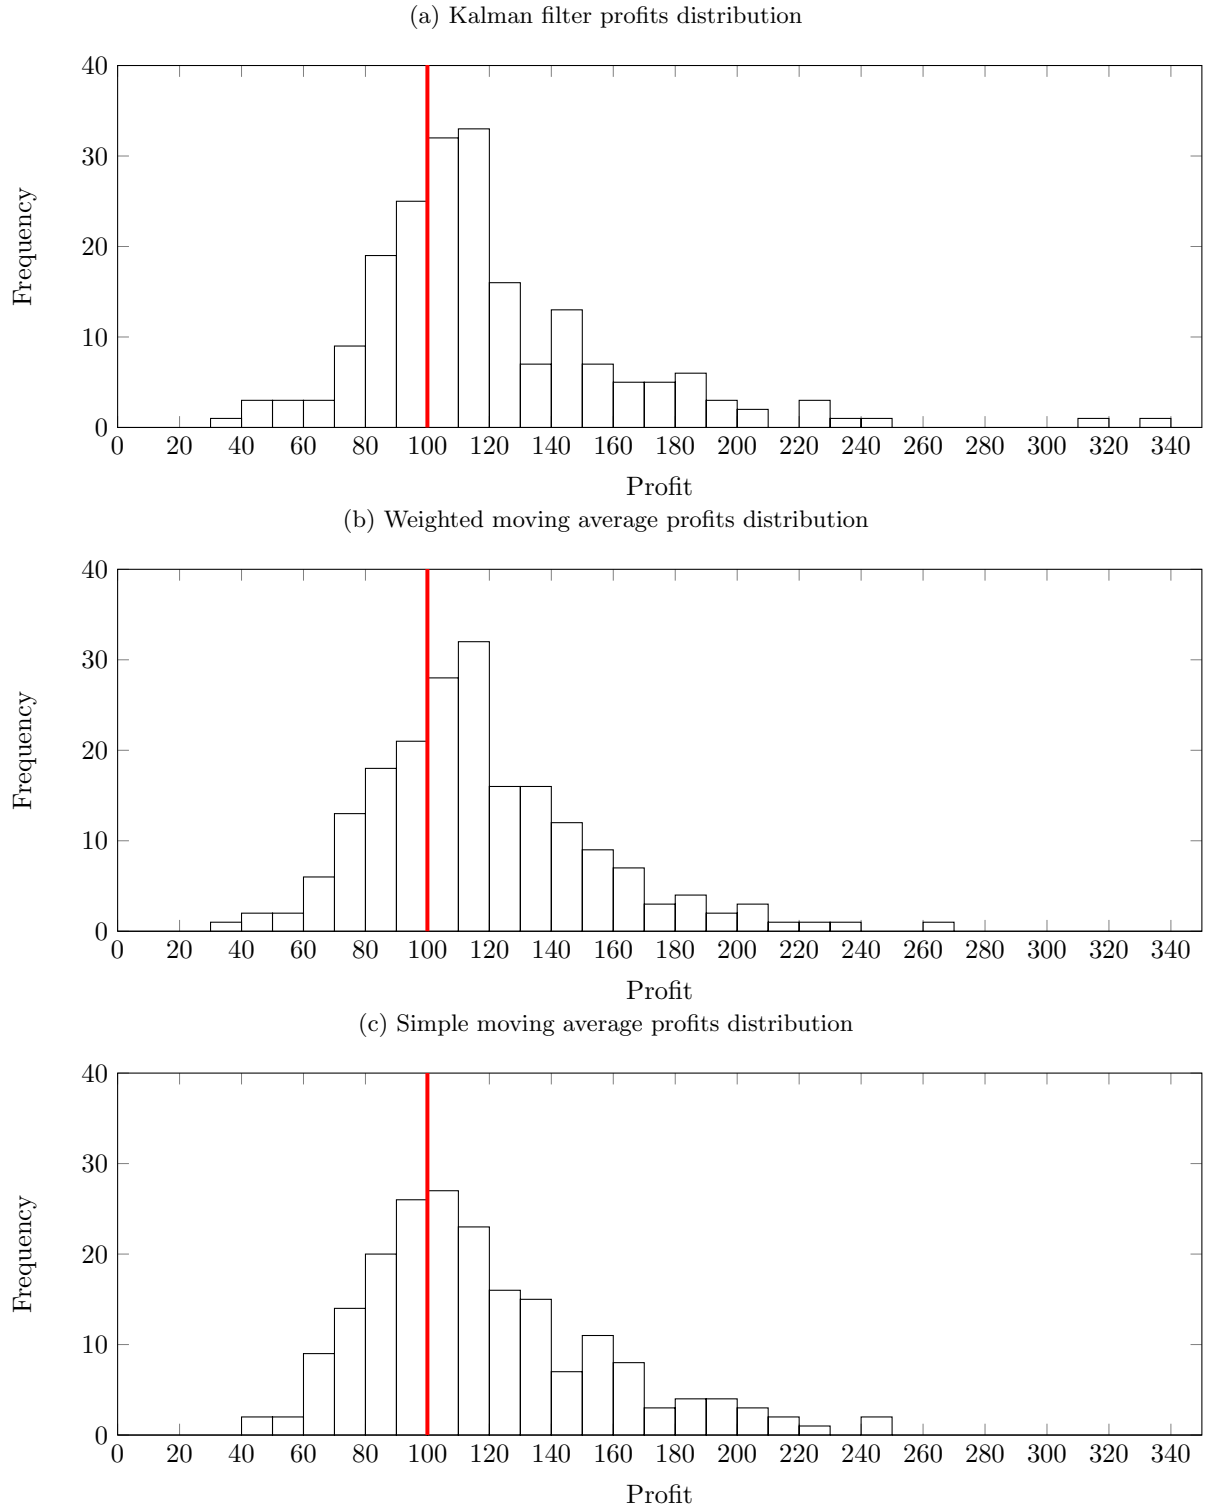 (a) Kalman filter profits distribution
40
30
20
10
0
Frequency
0 20 40 60 80 100 120 140 160 180 200 220 240 260 280 300 320 340
Profit
(b) Weighted moving average profits distribution
40
30
20
10
0
Frequency
0 20 40 60 80 100 120 140 160 180 200 220 240 260 280 300 320 340
Profit
(c) Simple moving average profits distribution
40
30
20
10
0
Frequency
0 20 40 60 80 100 120 140 160 180 200 220 240 260 280 300 320 340
Profit